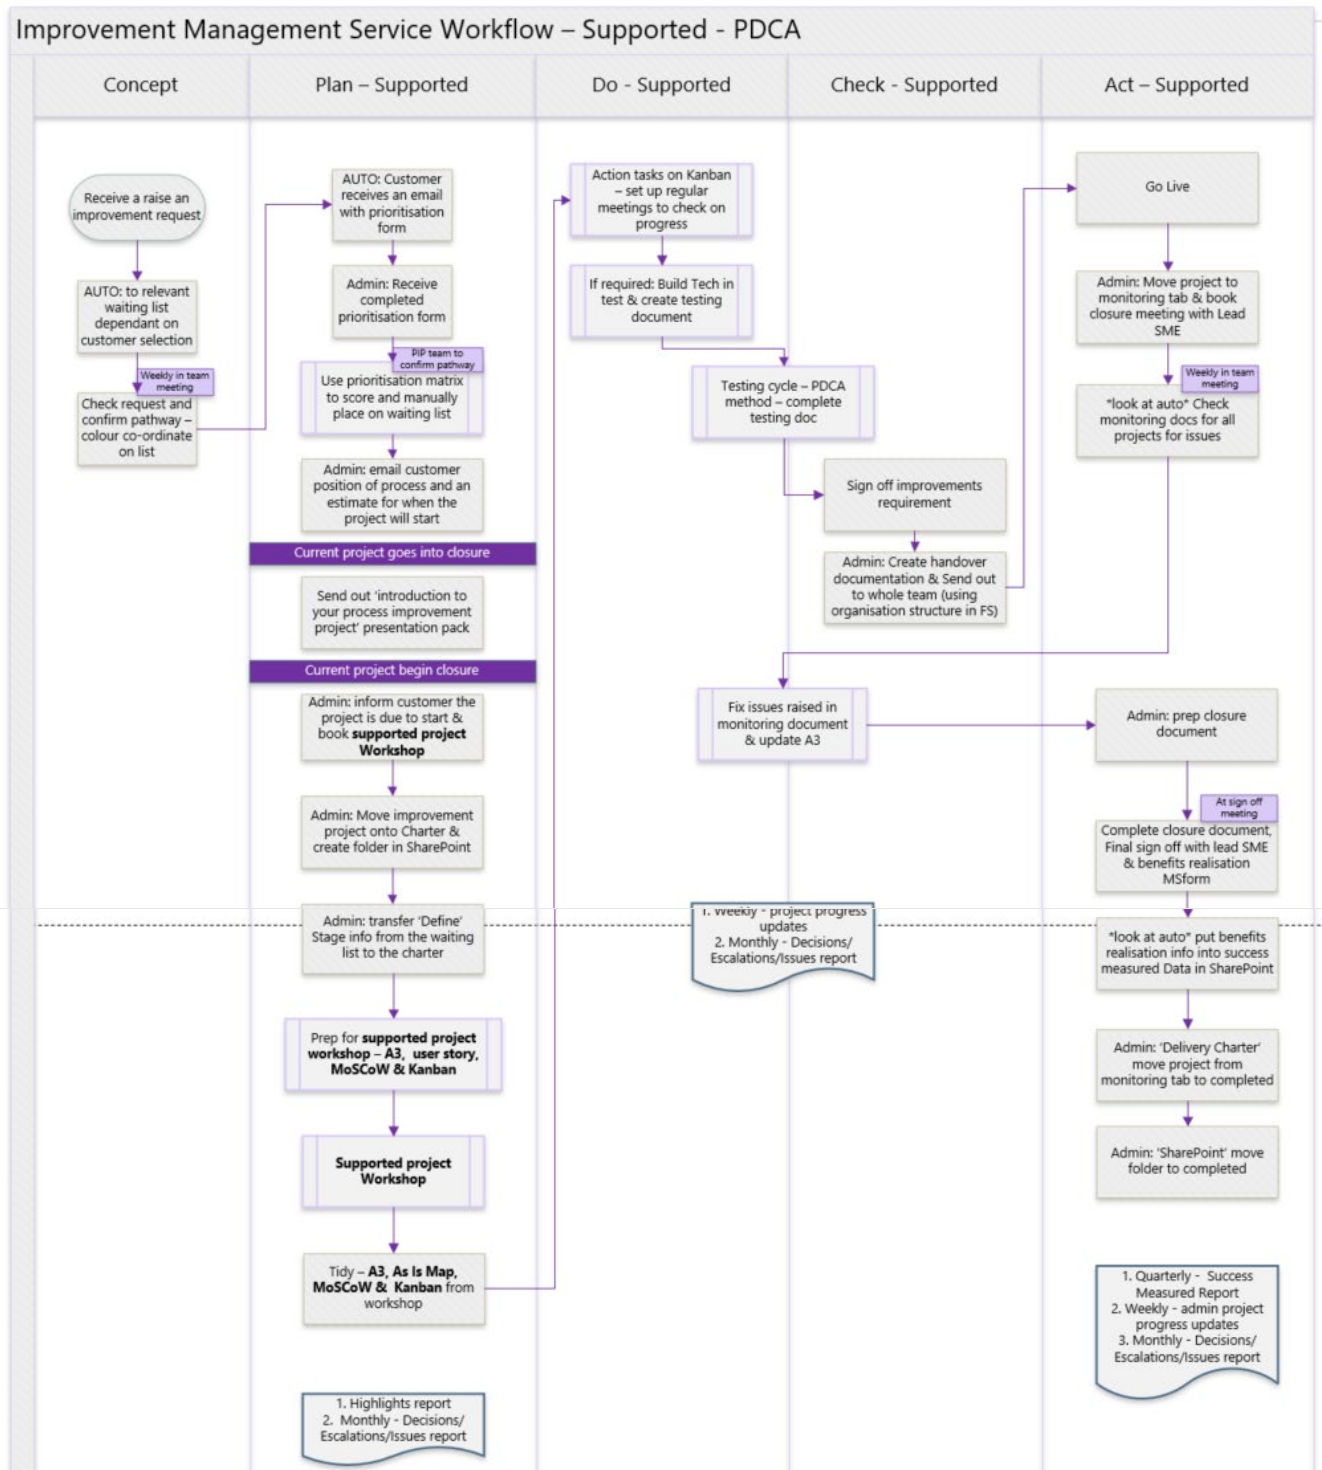 Improvement Management Service Workflow – Supported - PDCA
Concept
Plan – Supported
Do - Supported
Check - Supported
Act – Supported
Receive a raise an
improvement request
AUTO: to relevant
waiting list
dependant on
customer selection
Weekly in team
meeting
Check request and
confirm pathway –
colour co-ordinate
on list
AUTO: Customer
receives an email
with prioritisation
form
Admin: Receive
completed
prioritisation form
PIP team to
confirm pathway
Use prioritisation matrix
to score and manually
place on waiting list
Admin: email customer
position of process and an
estimate for when the
project will start
Current project goes into closure
Send out 'introduction to
your process improvement
project' presentation pack
Current project begin closure
Admin: inform customer the
project is due to start &
book supported project
Workshop
Admin: Move improvement
project onto Charter &
create folder in SharePoint
Admin: transfer 'Define'
Stage info from the waiting
list to the charter
Prep for supported project
workshop – A3, user story,
MoSCoW & Kanban
Supported project
Workshop
Tidy – A3, As Is Map,
MoSCoW & Kanban from
workshop
1. Highlights report
2. Monthly - Decisions/
Escalations/Issues report
Action tasks on Kanban
– set up regular
meetings to check on
progress
If required: Build Tech in
test & create testing
document
Testing cycle – PDCA
method – complete
testing doc
Sign off improvements
requirement
Admin: Create handover
documentation & Send out
to whole team (using
organisation structure in FS)
Fix issues raised in
monitoring document
& update A3
1. Weekly - project progress
updates
2. Monthly - Decisions/
Escalations/Issues report
Go Live
Admin: Move project to
monitoring tab & book
closure meeting with Lead
SME
Weekly in team
meeting
*look at auto* Check
monitoring docs for all
projects for issues
Admin: prep closure
document
At sign off
meeting
Complete closure document,
Final sign off with lead SME
& benefits realisation
MSform
*look at auto* put benefits
realisation info into success
measured Data in SharePoint
Admin: 'Delivery Charter'
move project from
monitoring tab to completed
Admin: 'SharePoint' move
folder to completed
1. Quarterly - Success
Measured Report
2. Weekly - admin project
progress updates
3. Monthly - Decisions/
Escalations/Issues report